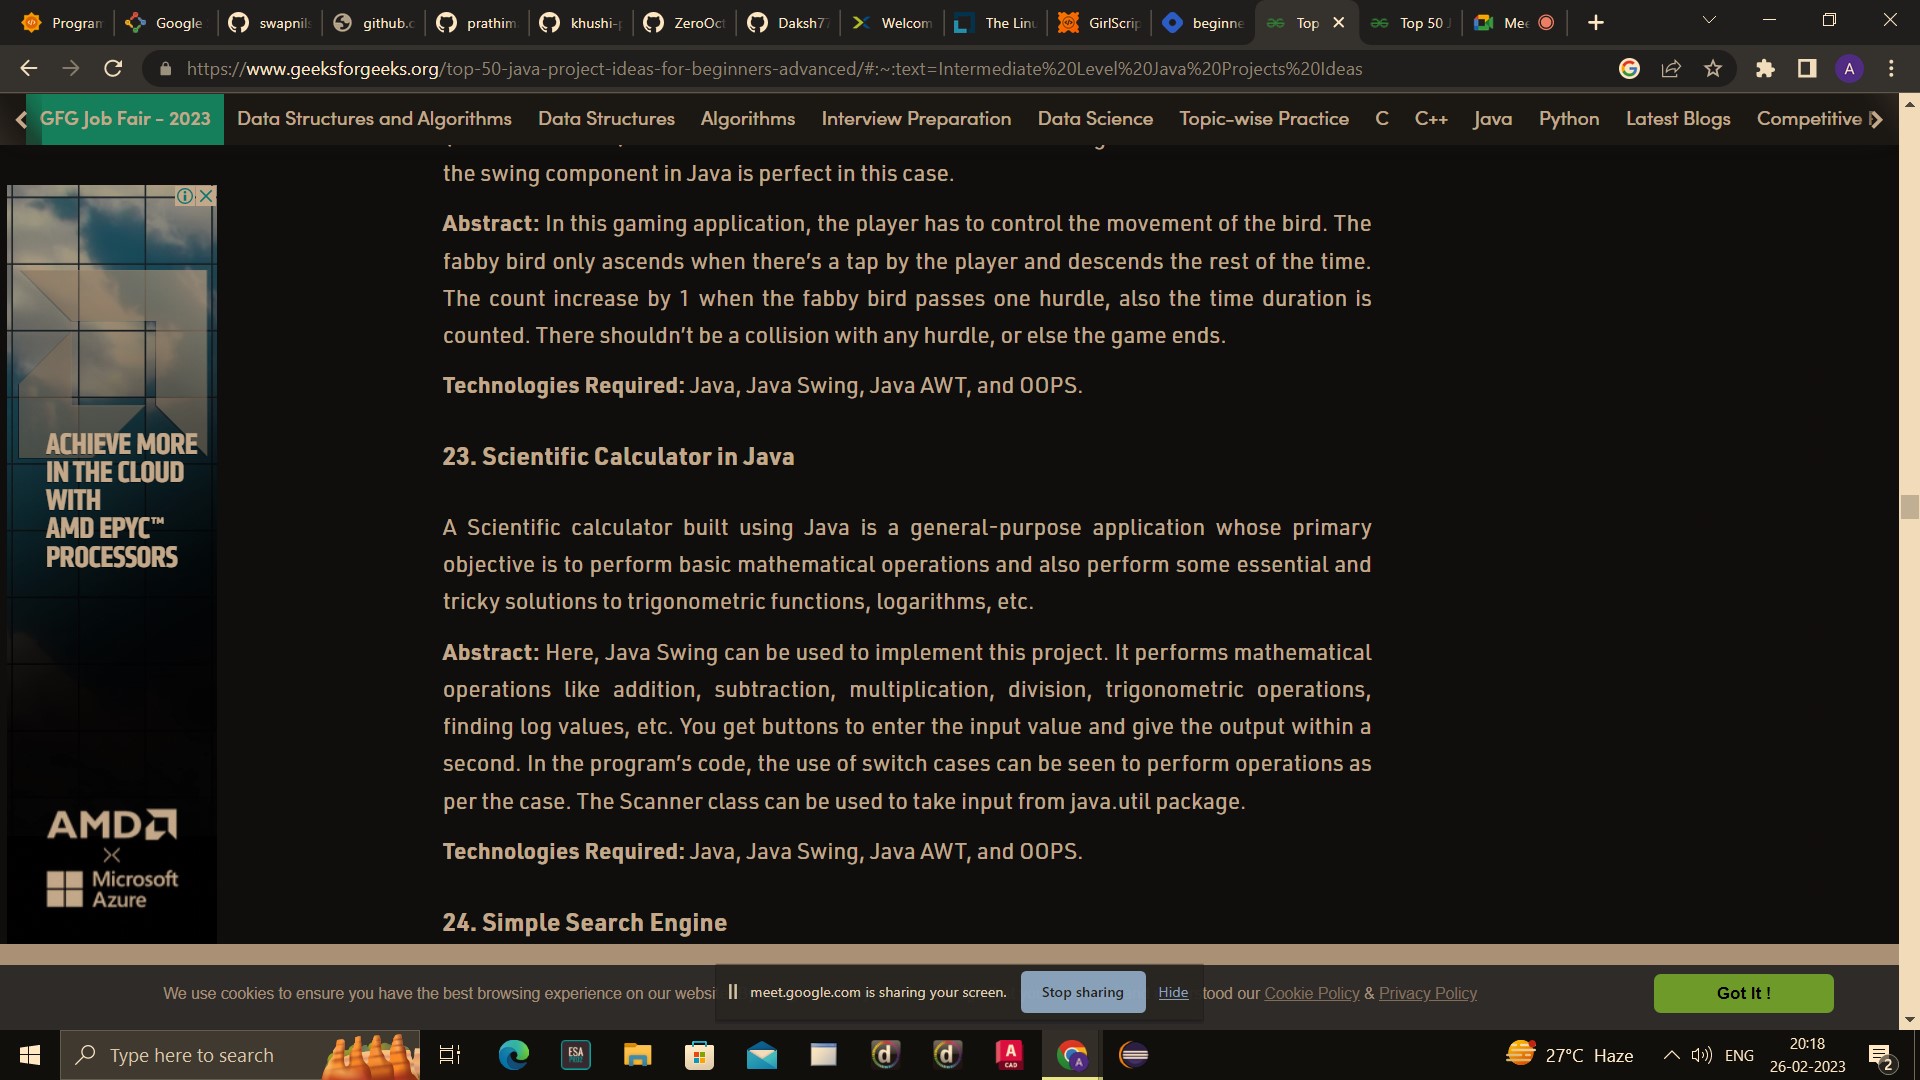 Program
Google
swapnil
github.c
prathim
khushi-p
ZeroOct
Daksh77
Welcom
The Linu
GirlScrip
beginne
Top
Top 50 J
Mee
https://www.geeksforgeeks.org/top-50-java-project-ideas-for-beginners-advanced/#:~:text=Intermediate%20Level%20Java%20Projects%20Ideas
A
GFG Job Fair - 2023 Data Structures and Algorithms Data Structures Algorithms Interview Preparation Data Science Topic-wise Practice C C++ Java Python Latest Blogs Competitive
the swing component in Java is perfect in this case.
Abstract: In this gaming application, the player has to control the movement of the bird. The
fabby bird only ascends when there's a tap by the player and descends the rest of the time.
The count increase by 1 when the fabby bird passes one hurdle, also the time duration is
counted. There shouldn't be a collision with any hurdle, or else the game ends.
Technologies Required: Java, Java Swing, Java AWT, and OOPS.
23. Scientific Calculator in Java
A Scientific calculator built using Java is a general-purpose application whose primary
objective is to perform basic mathematical operations and also perform some essential and
tricky solutions to trigonometric functions, logarithms, etc.
Abstract: Here, Java Swing can be used to implement this project. It performs mathematical
operations like addition, subtraction, multiplication, division, trigonometric operations,
finding log values, etc. You get buttons to enter the input value and give the output within a
second. In the program's code, the use of switch cases can be seen to perform operations as
per the case. The Scanner class can be used to take input from java.util package.
Technologies Required: Java, Java Swing, Java AWT, and OOPS.
24. Simple Search Engine
ACHIEVE MORE
IN THE CLOUD
WITH
AMD EPYC™
PROCESSORS
AMD
Microsoft
Azure
We use cookies to ensure you have the best browsing experience on our websi
meet.google.com is sharing your screen. Stop sharing Hide
tood our Cookie Policy & Privacy Policy
Got It !
Type here to search
ESA
A
CAD
27°C Haze
ENG
20:18
26-02-2023
2